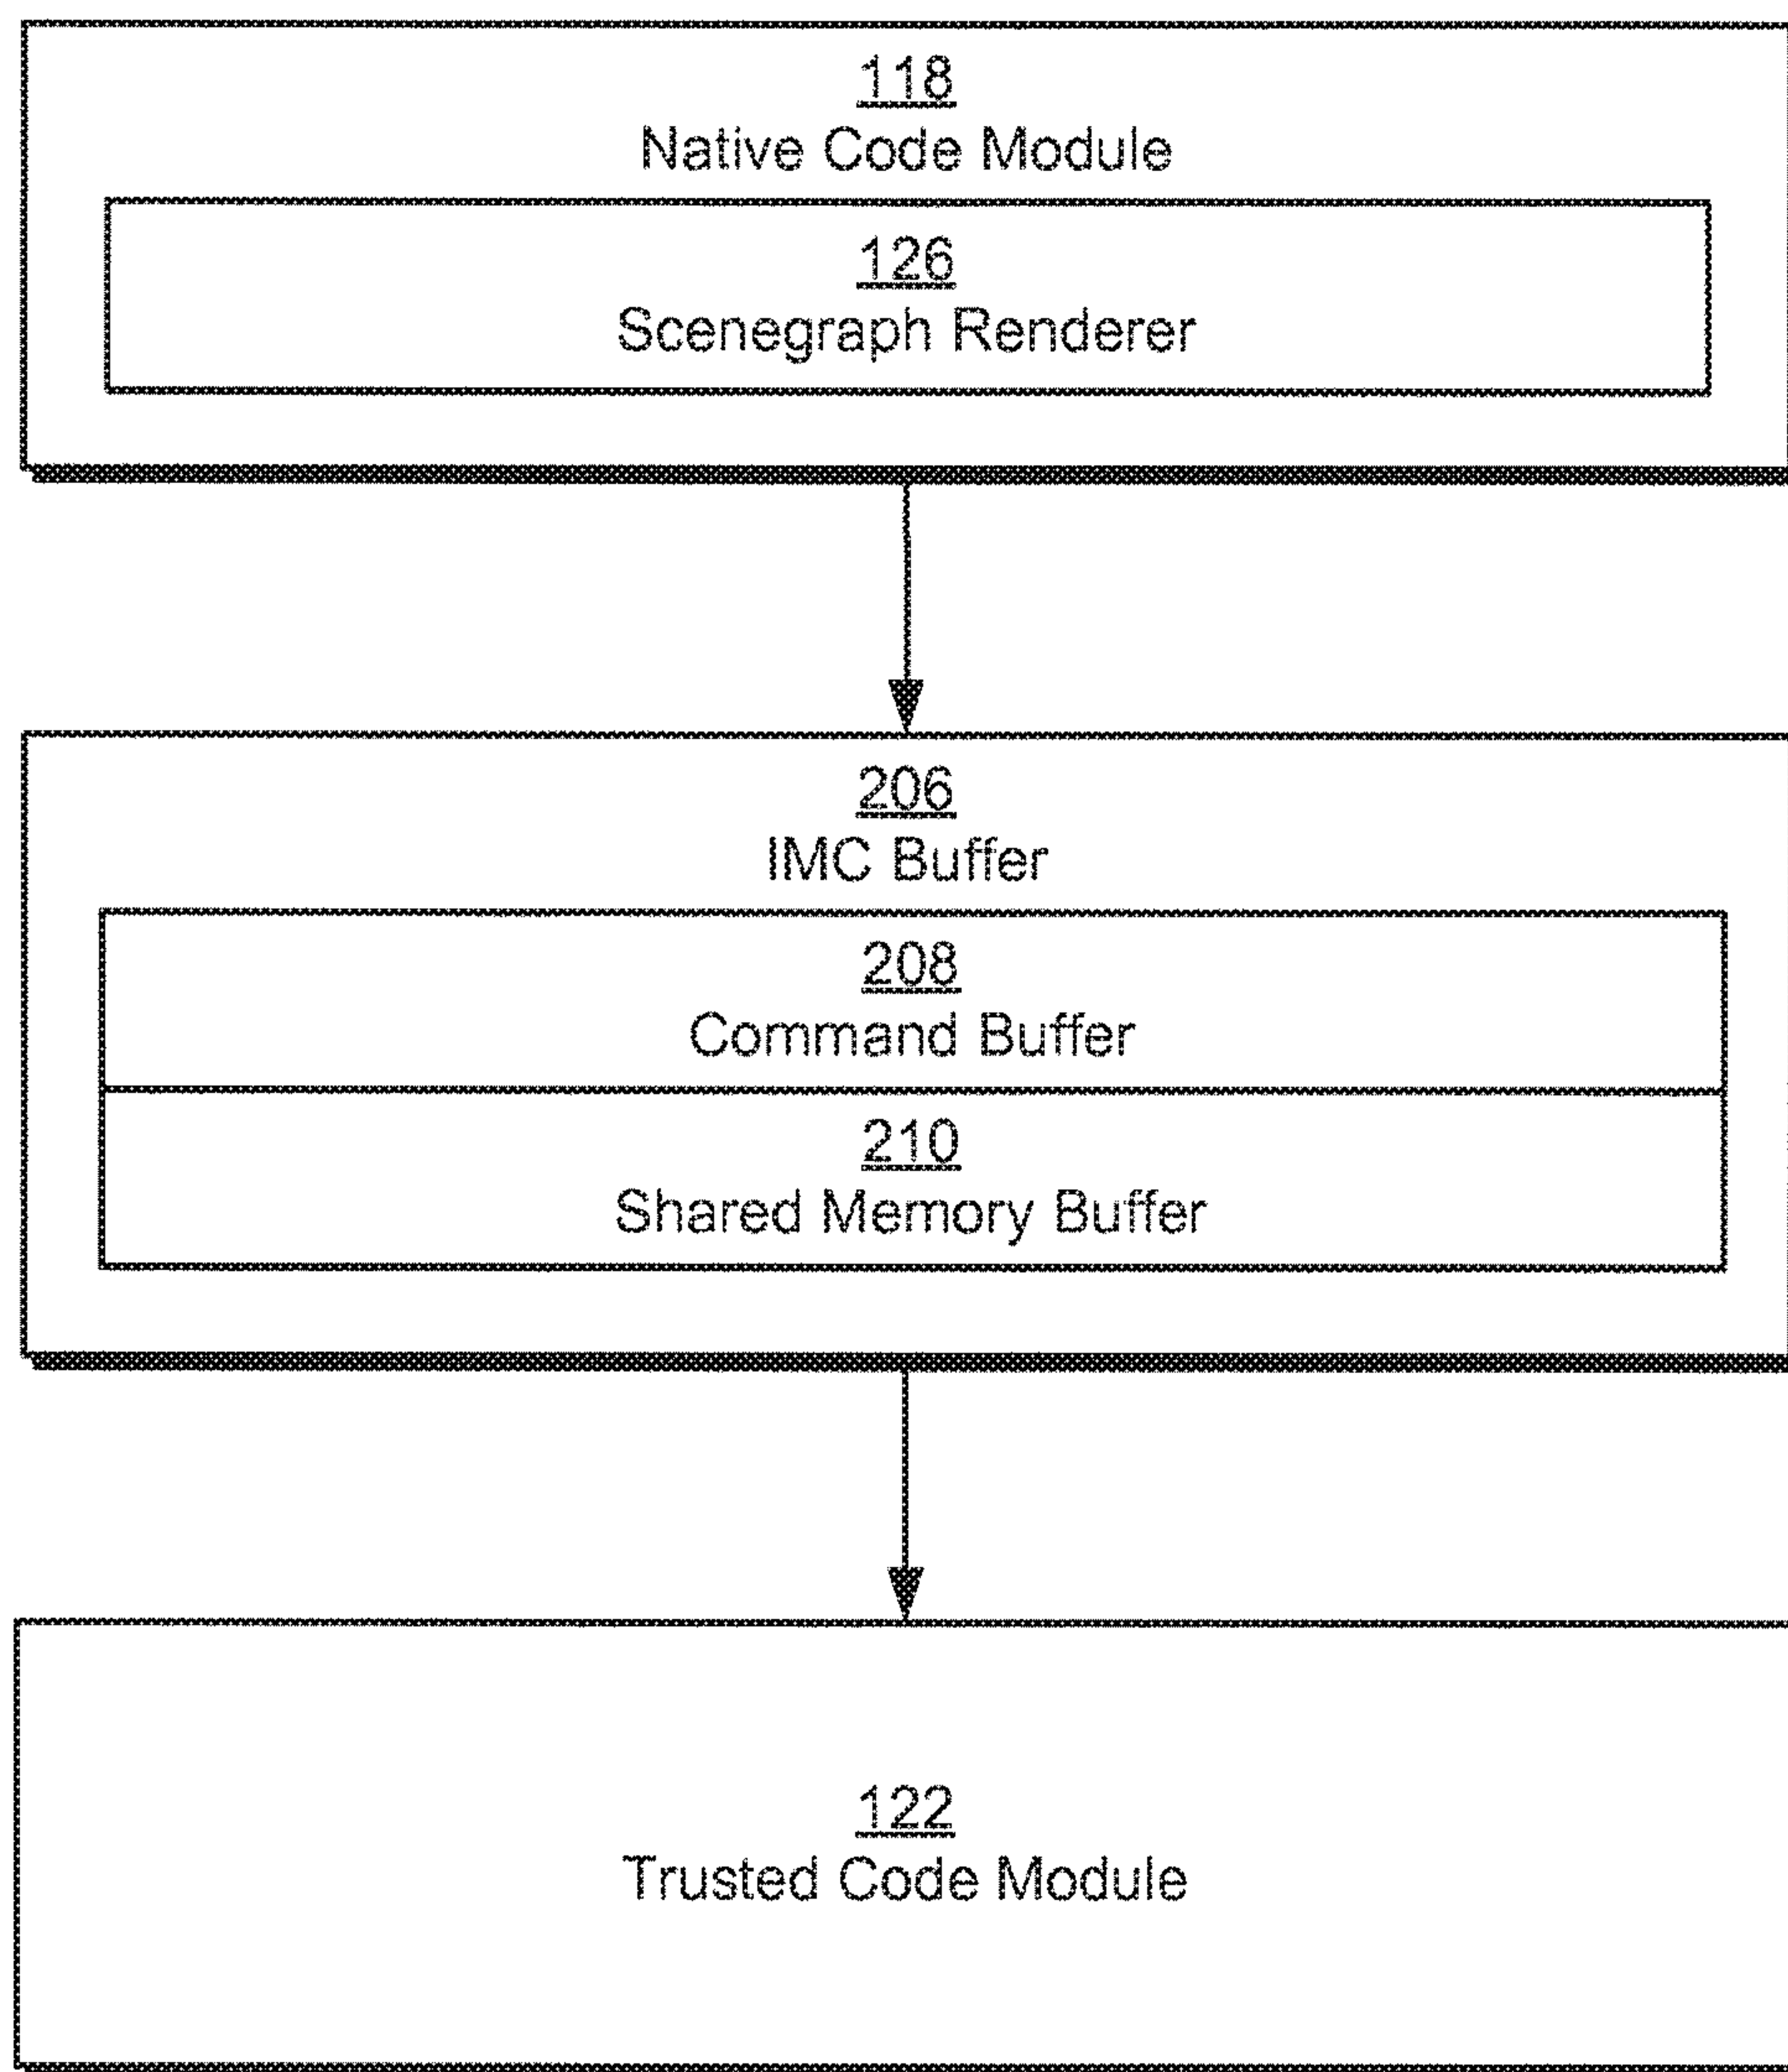 118
Native Code Module
126
Scenegraph Renderer
206
IMC Buffer
208
Command Buffer
210
Shared Memory Buffer
122
Trusted Code Module